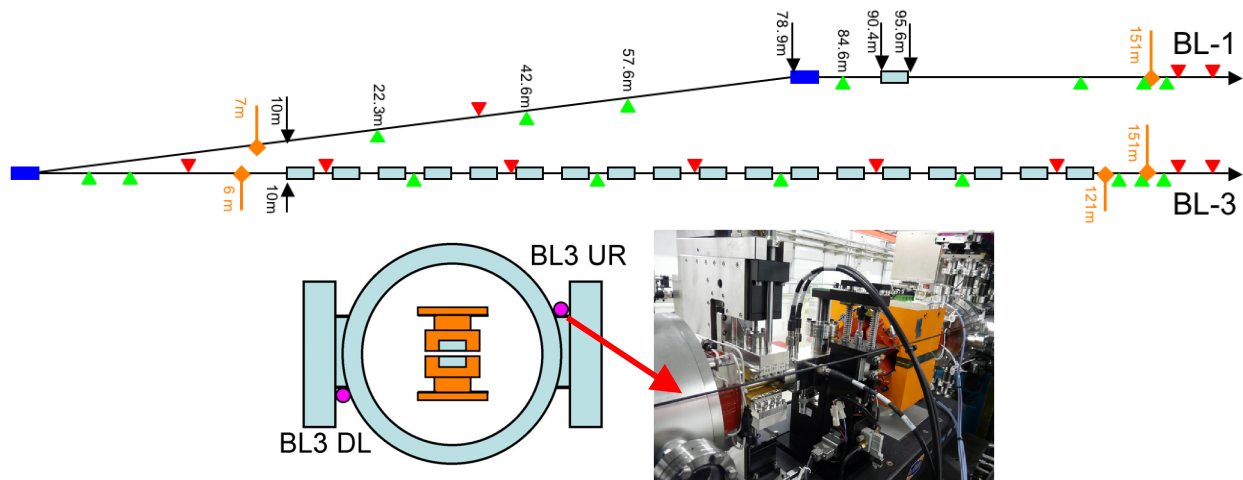 78.9m
90.4m
95.6m
84.6m
151m
BL-1
57.6m
42.6m
22.3m
10m
7m
6 m
10m
151m
121m
BL-3
BL3 UR
BL3 DL